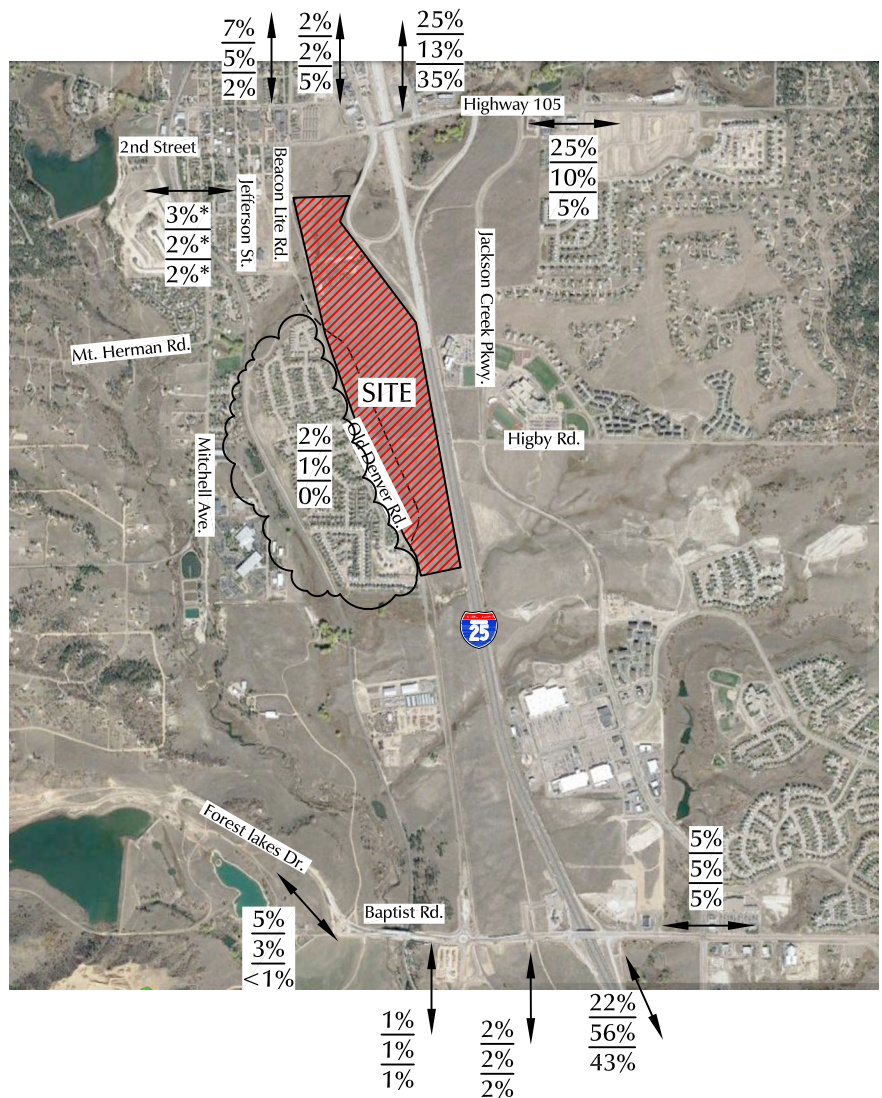 7%
5%
2%
2%
2%
5%
25%
13%
35%
Highway 105
25%
10%
5%
2nd Street
3%*
2%*
2%*
Jefferson St.
Beacon Lite Rd.
Jackson Creek Pkwy.
Mt. Herman Rd.
SITE
Higby Rd.
2%
1%
0%
Old Denver Rd.
Mitchell Ave.
25
Forest lakes Dr.
5%
5%
5%
Baptist Rd.
5%
3%
<1%
1%
1%
1%
2%
2%
2%
22%
56%
43%